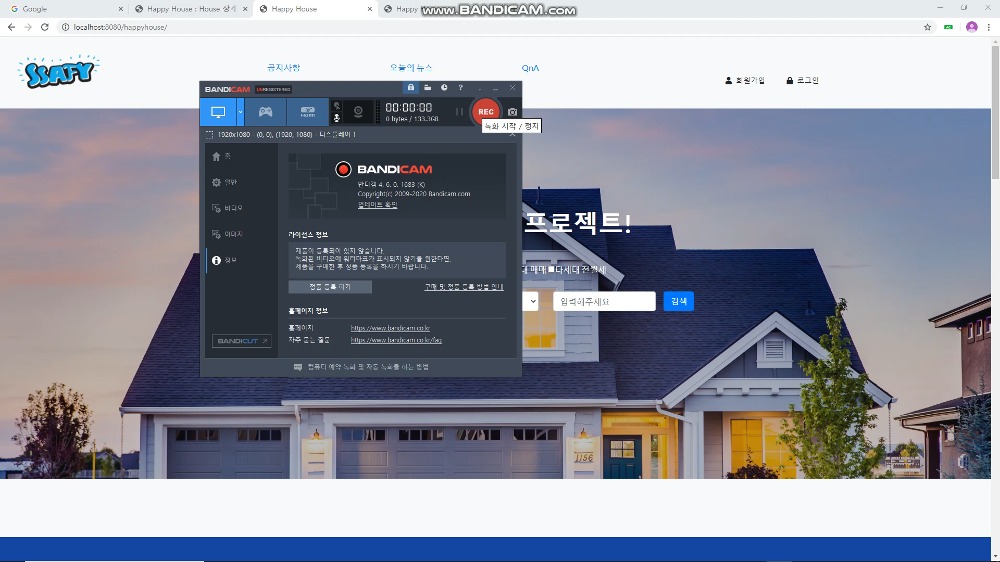 Google
Happy House : House 상세
Happy House
Happy
www.BANDICAM.com
localhost:8080/happyhouse/
AC
SSAFY
공지사항
오늘의 뉴스
QnA
회원가입
로그인
BANDICAM
UNREGISTERED
?
HDMI
00:00:00
0 bytes / 133.3GB
REC
녹화 시작 / 정지
1920x1080 - (0, 0), (1920, 1080) - 디스플레이 1
홈
일반
비디오
이미지
정보
BANDICUT
BANDICAM
반디캠 4. 6. 0. 1683 (K)
Copyright(c) 2009-2020 Bandicam.com
업데이트 확인
라이선스 정보
제품이 등록되어 있지 않습니다.
녹화된 비디오에 워터마크가 표시되지 않기를 원한다면,
제품을 구매한 후 정품 등록을 하시기 바랍니다.
정품 등록 하기
구매 및 정품 등록 방법 안내
홈페이지 정보
홈페이지
https://www.bandicam.co.kr
자주 묻는 질문
https://www.bandicam.co.kr/faq
컴퓨터 예약 녹화 및 자동 녹화를 하는 방법
프로젝트!
대 매매 다세대 전월세
입력해주세요
검색
1156